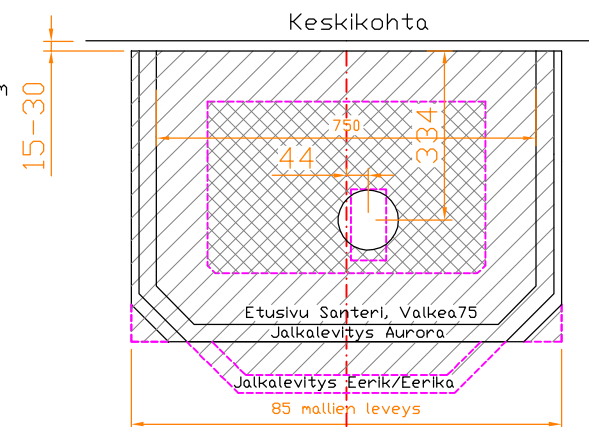 Keskikohta
15-30
750
334
44
Etusivu Santeri, Valkea75
Jalkalevitys Aurora
Jalkalevitys Eerik/Eerika
85 mallien leveys